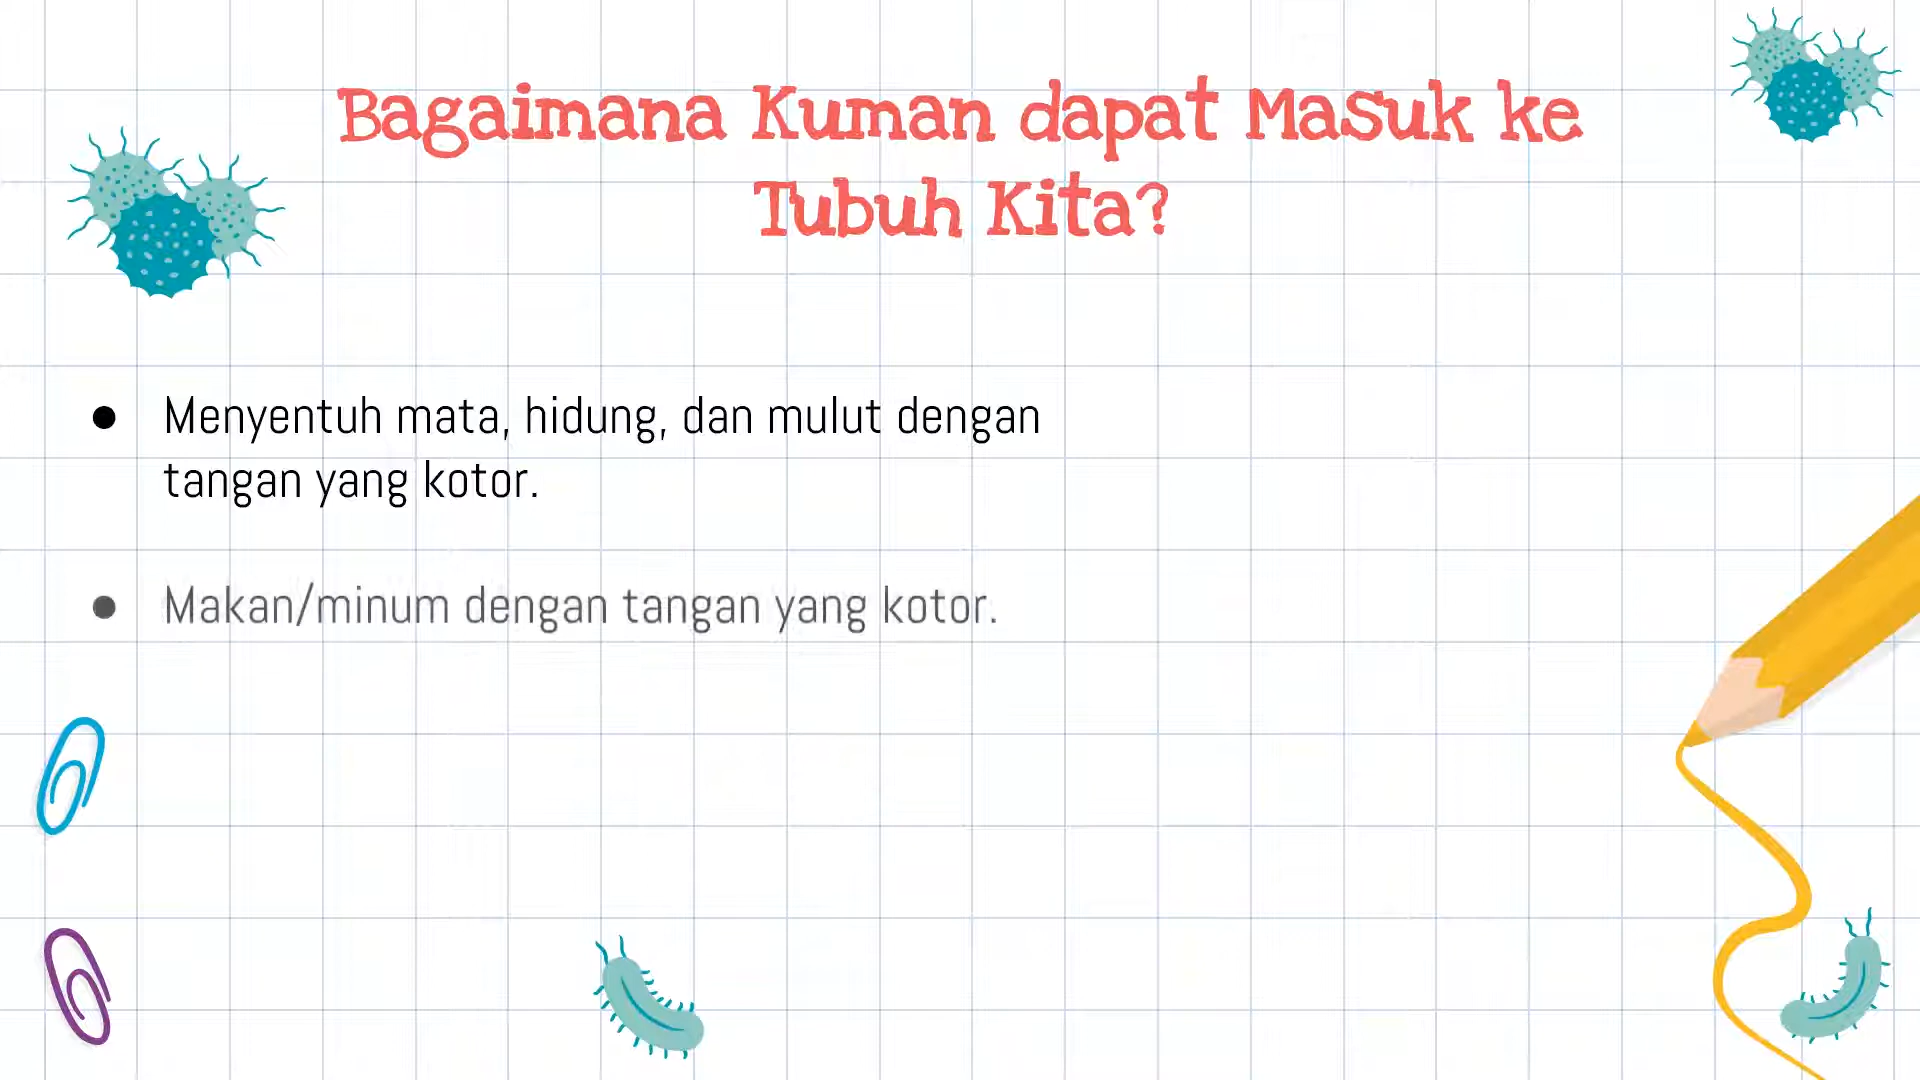 Bagaimana Kuman dapat Masuk ke
Tubuh Kita?
● Menyentuh mata, hidung, dan mulut dengan
tangan yang kotor.
● Makan/minum dengan tangan yang kotor.